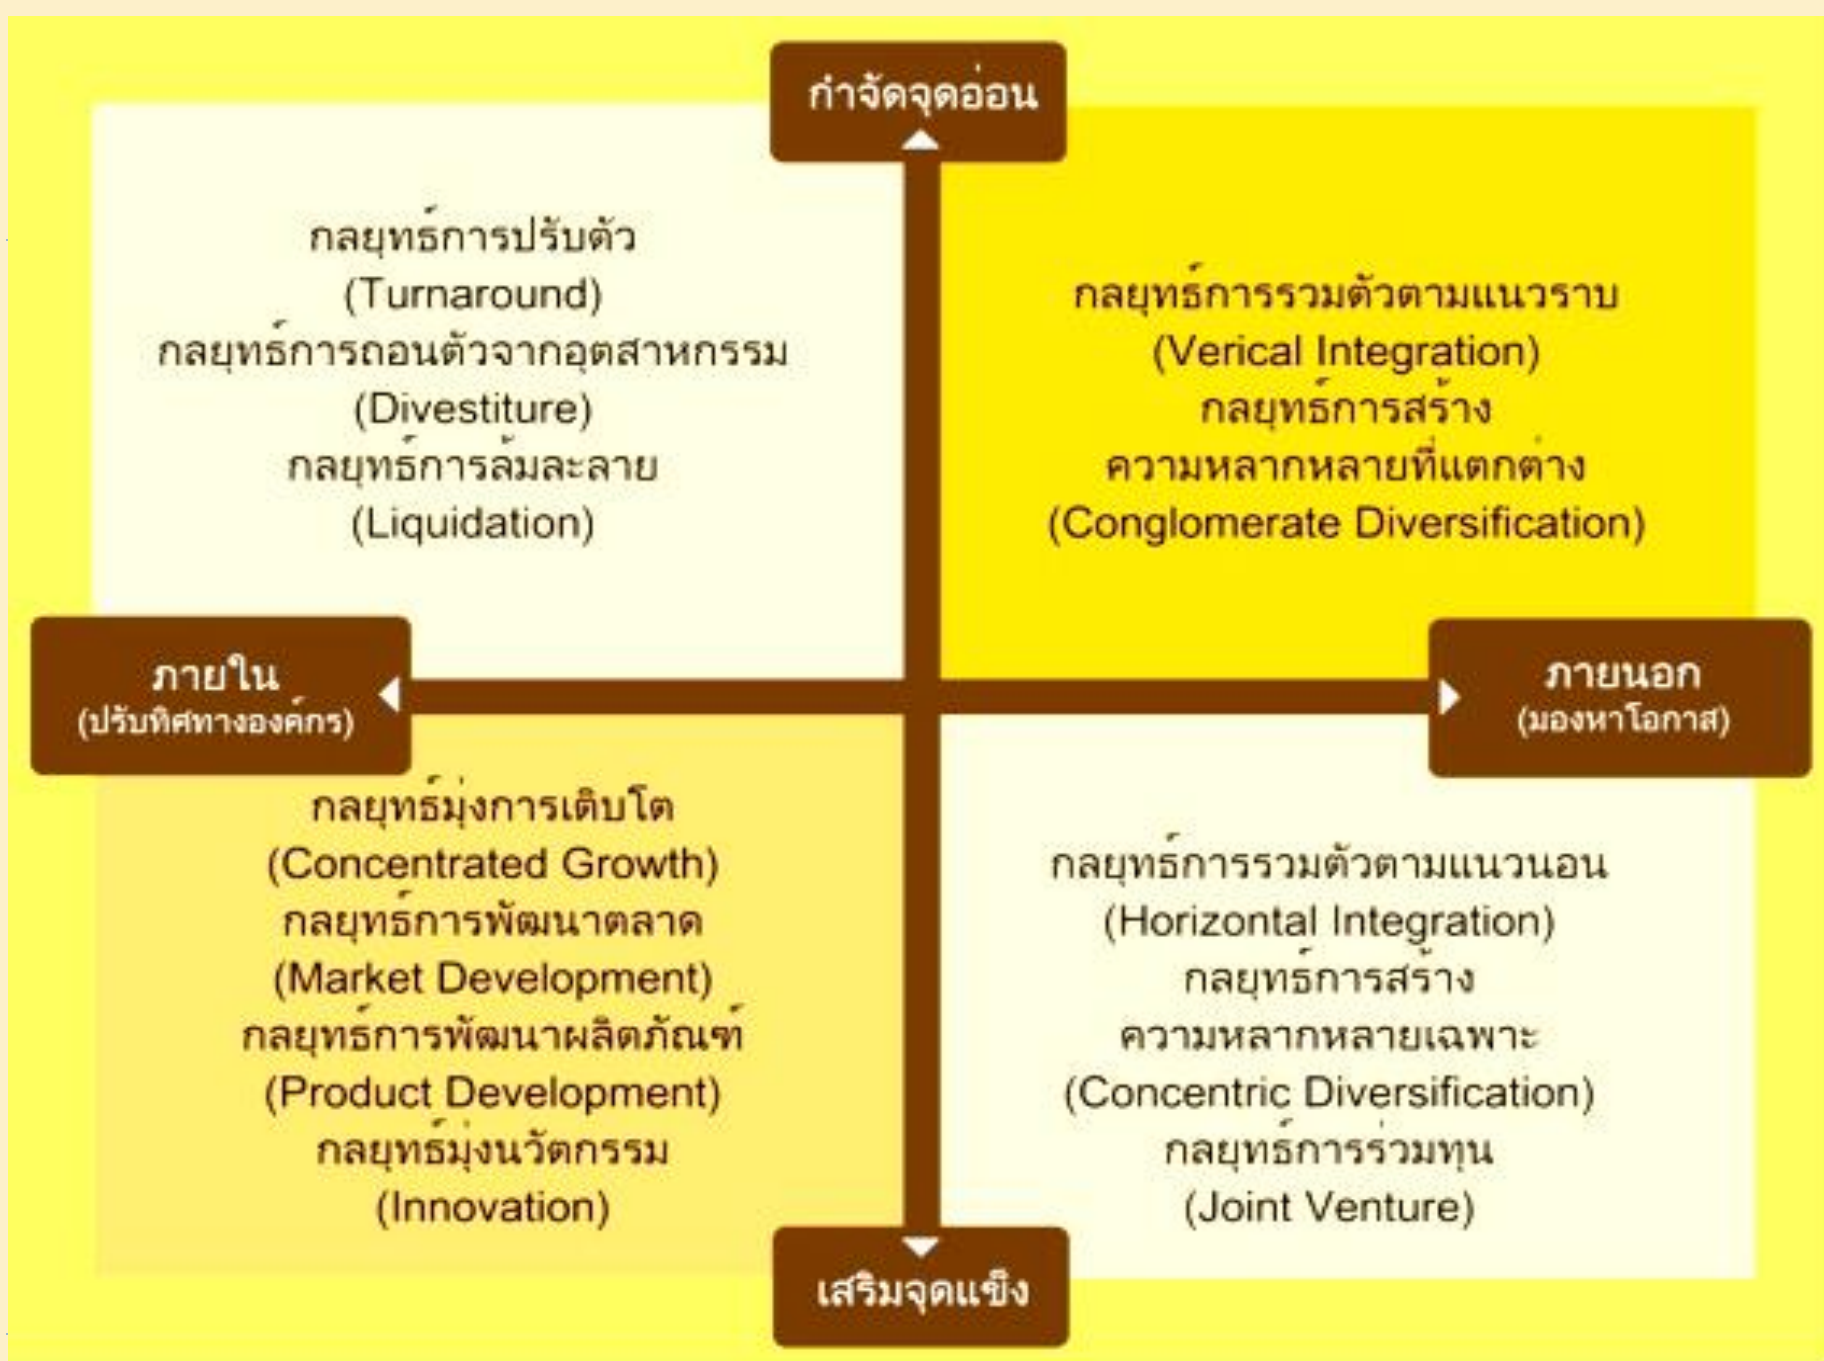 กำจัดจุดอ่อน
กลยุทธ์การปรับตัว
(Turnaround)
กลยุทธ์การถอนตัวจากอุตสาหกรรม
(Divestiture)
กลยุทธ์การล้มละลาย
(Liquidation)
กลยุทธ์การรวมตัวตามแนวราบ
(Verical Integration)
กลยุทธ์การสร้าง
ความหลากหลายที่แตกต่าง
(Conglomerate Diversification)
ภายใน
(ปรับทิศทางองค์กร)
ภายนอก
(มองหาโอกาส)
กลยุทธ์มุ่งการเติบโต
(Concentrated Growth)
กลยุทธ์การพัฒนาตลาด
(Market Development)
กลยุทธ์การพัฒนาผลิตภัณฑ์
(Product Development)
กลยุทธ์มุ่งนวัตกรรม
(Innovation)
กลยุทธ์การรวมตัวตามแนวนอน
(Horizontal Integration)
กลยุทธ์การสร้าง
ความหลากหลายเฉพาะ
(Concentric Diversification)
กลยุทธ์การร่วมทุน
(Joint Venture)
เสริมจุดแข็ง